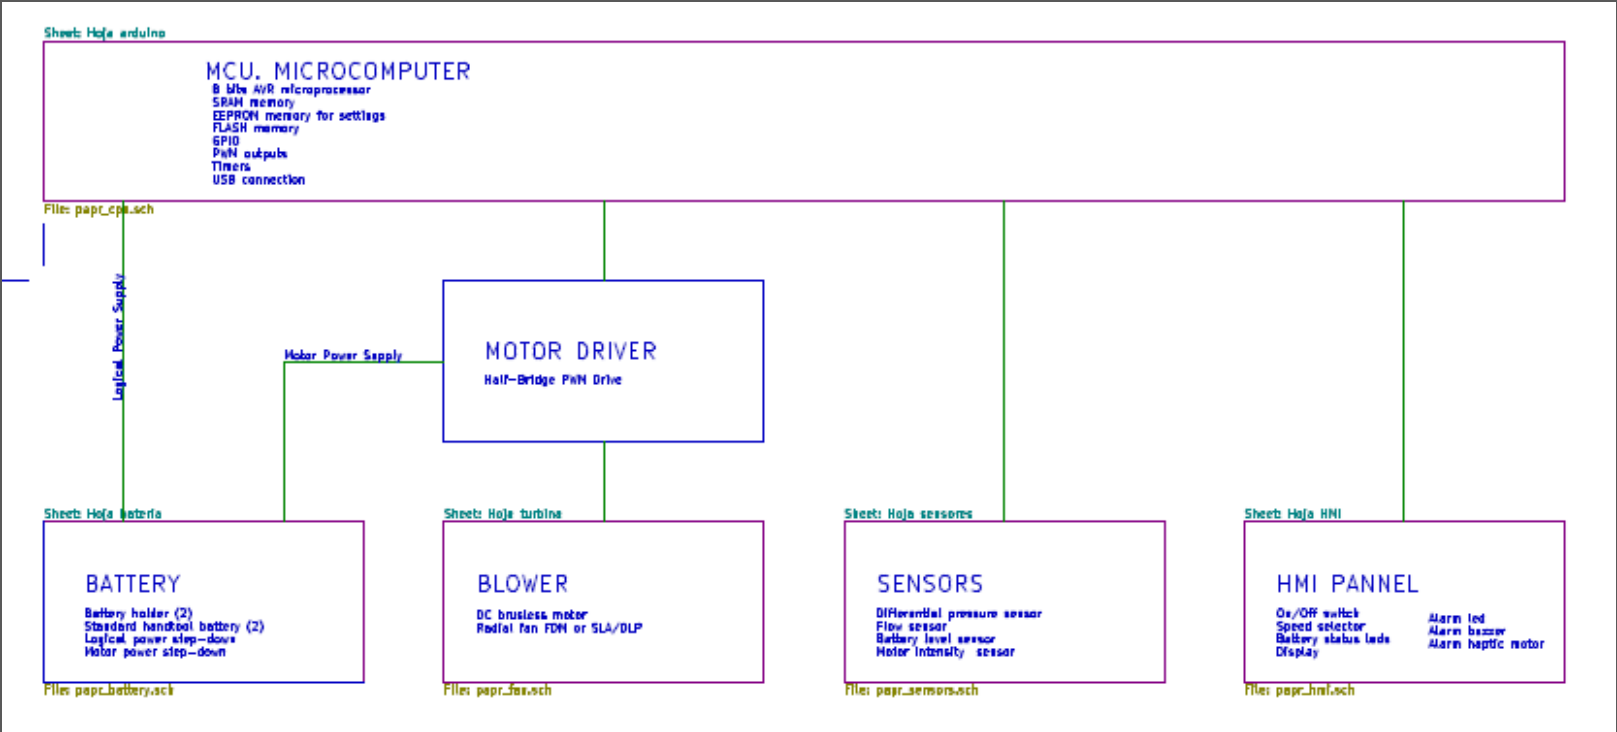 Sheet: Hoja arduino
MCU. MICROCOMPUTER
8 bits AVR microprocessor
SRAM memory
EEPROM memory for settings
FLASH memory
GPIO
PWN outputs
Timers
USB connection
File: papr_cpu.sch
Logical Power Supply
Motor Power Supply
MOTOR DRIVER
Half-Bridge PWN Drive
Sheet: Hoja bateria
BATTERY
Battery holder (2)
Standard handtool battery (2)
Logical power step-down
Motor power step-down
File: papr_battery.sch
Sheet: Hoja turbina
BLOWER
DC brusless motor
Radial fan FDM or SLA/DLP
File: papr_fan.sch
Sheet: Hoja sensores
SENSORS
Differential pressure sensor
Flow sensor
Battery level sensor
Motor intensity sensor
File: papr_sensors.sch
Sheet: Hoja HMI
HMI PANNEL
On/Off switch
Speed selector
Battery status leds
Display
Alarm led
Alarm buzzer
Alarm haptic motor
File: papr_hmi.sch